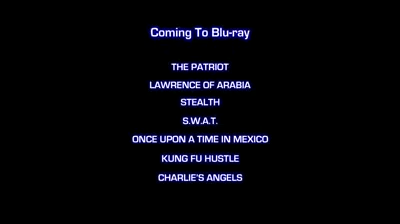 Coming To Blu-ray
THE PATRIOT
LAWRENCE OF ARABIA
STEALTH
S.W.A.T.
ONCE UPON A TIME IN MEXICO
KUNG FU HUSTLE
CHARLIE'S ANGELS